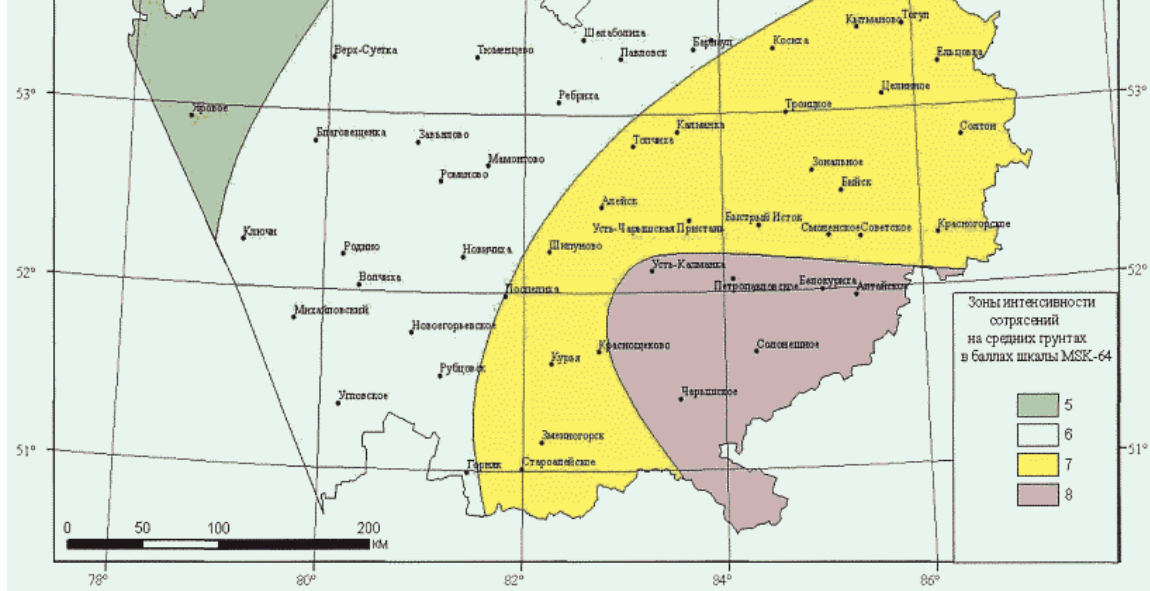 Тогул
Кытманово
Шелаболиха
Барнаул
Косиха
Верх-Суетка
Тюменцево
Павловск
Ельцовка
53°
Целинное
53°
Ребриха
Троицкое
Яровое
Калманка
Солтон
Благовещенка
Завьялово
Топчиха
Мамонтово
Зональное
Романово
Бийск
Алейск
Быстрый Исток
Усть-Чарышская Пристань
Смоленское
Советское
Красногорское
Ключи
Родино
Новичиха
Шипуново
Усть-Калманка
52°
52°
Волчиха
Поспелиха
Петропавловское
Белокуриха
Алтайское
Михайловский
Новоегорьевское
Краснощеково
Солонешное
Курья
Рубцовск
Угловское
Чарышское
Змеиногорск
51°
51°
Горняк
Староалейское
Зоны интенсивности
сотрясений
на средних грунтах
в баллах шкалы MSK-64
5
6
7
8
0 50 100 200
КМ
78° 80° 82° 84° 86°